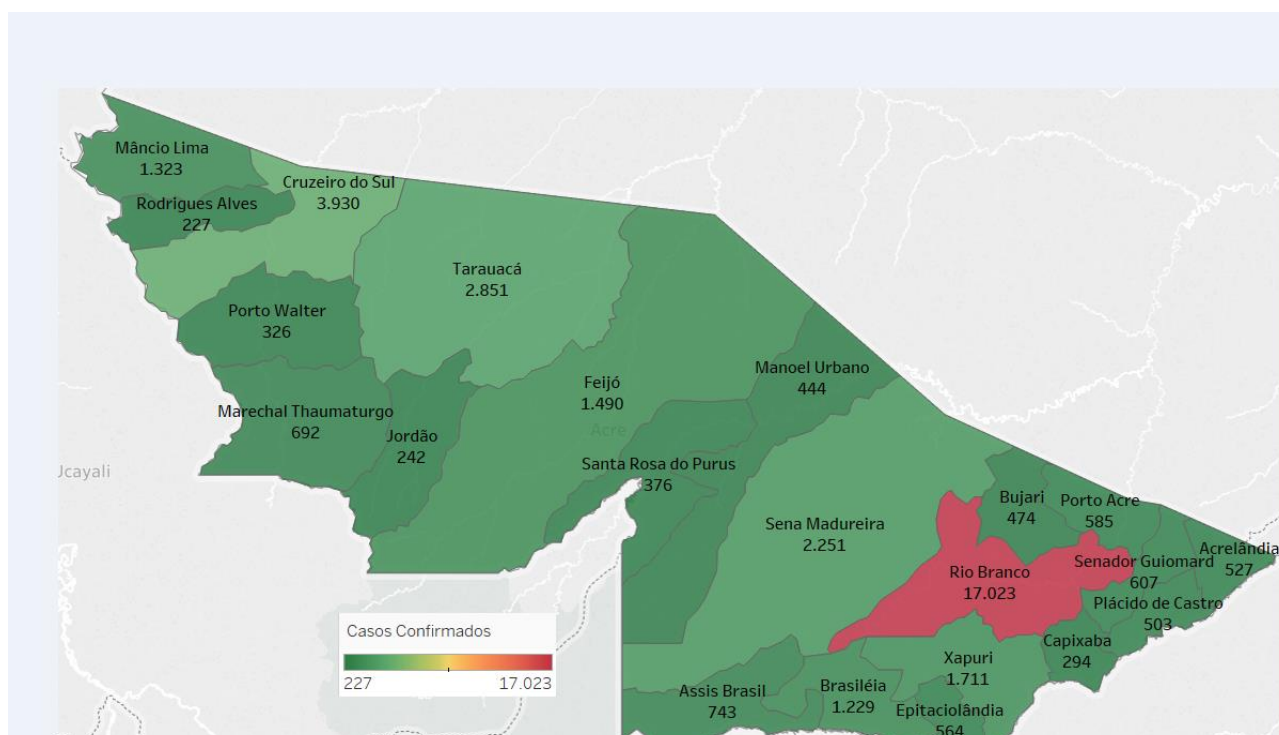 Mâncio Lima
1.323
Cruzeiro do Sul
3.930
Rodrigues Alves
227
Tarauacá
2.851
Porto Walter
326
Manoel Urbano
444
Feijó
1.490
Marechal Thaumaturgo
692
Jordão
242
Acre
Jcayali
Santa Rosa do Purus
376
Bujari
474
Porto Acre
585
Sena Madureira
2.251
Acrelândia
527
Senador Guiomard
607
Rio Branco
17.023
Plácido de Castro
503
Capixaba
294
Xapuri
1.711
Assis Brasil
743
Brasiléia
1.229
Epitaciolândia
564
Casos Confirmados
227 17.023